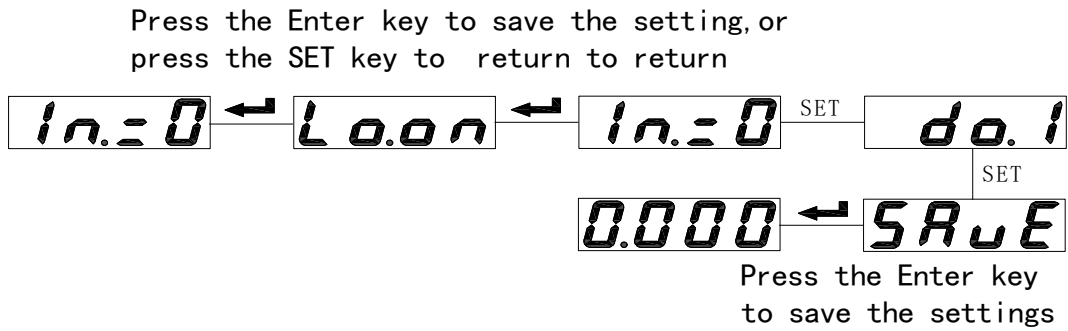 Press the Enter key to save the setting,or
press the SET key to  return to return
In.=0 Lo.on In.=0 SET do.1
SET
0.000 SAvE
Press the Enter key
to save the settings